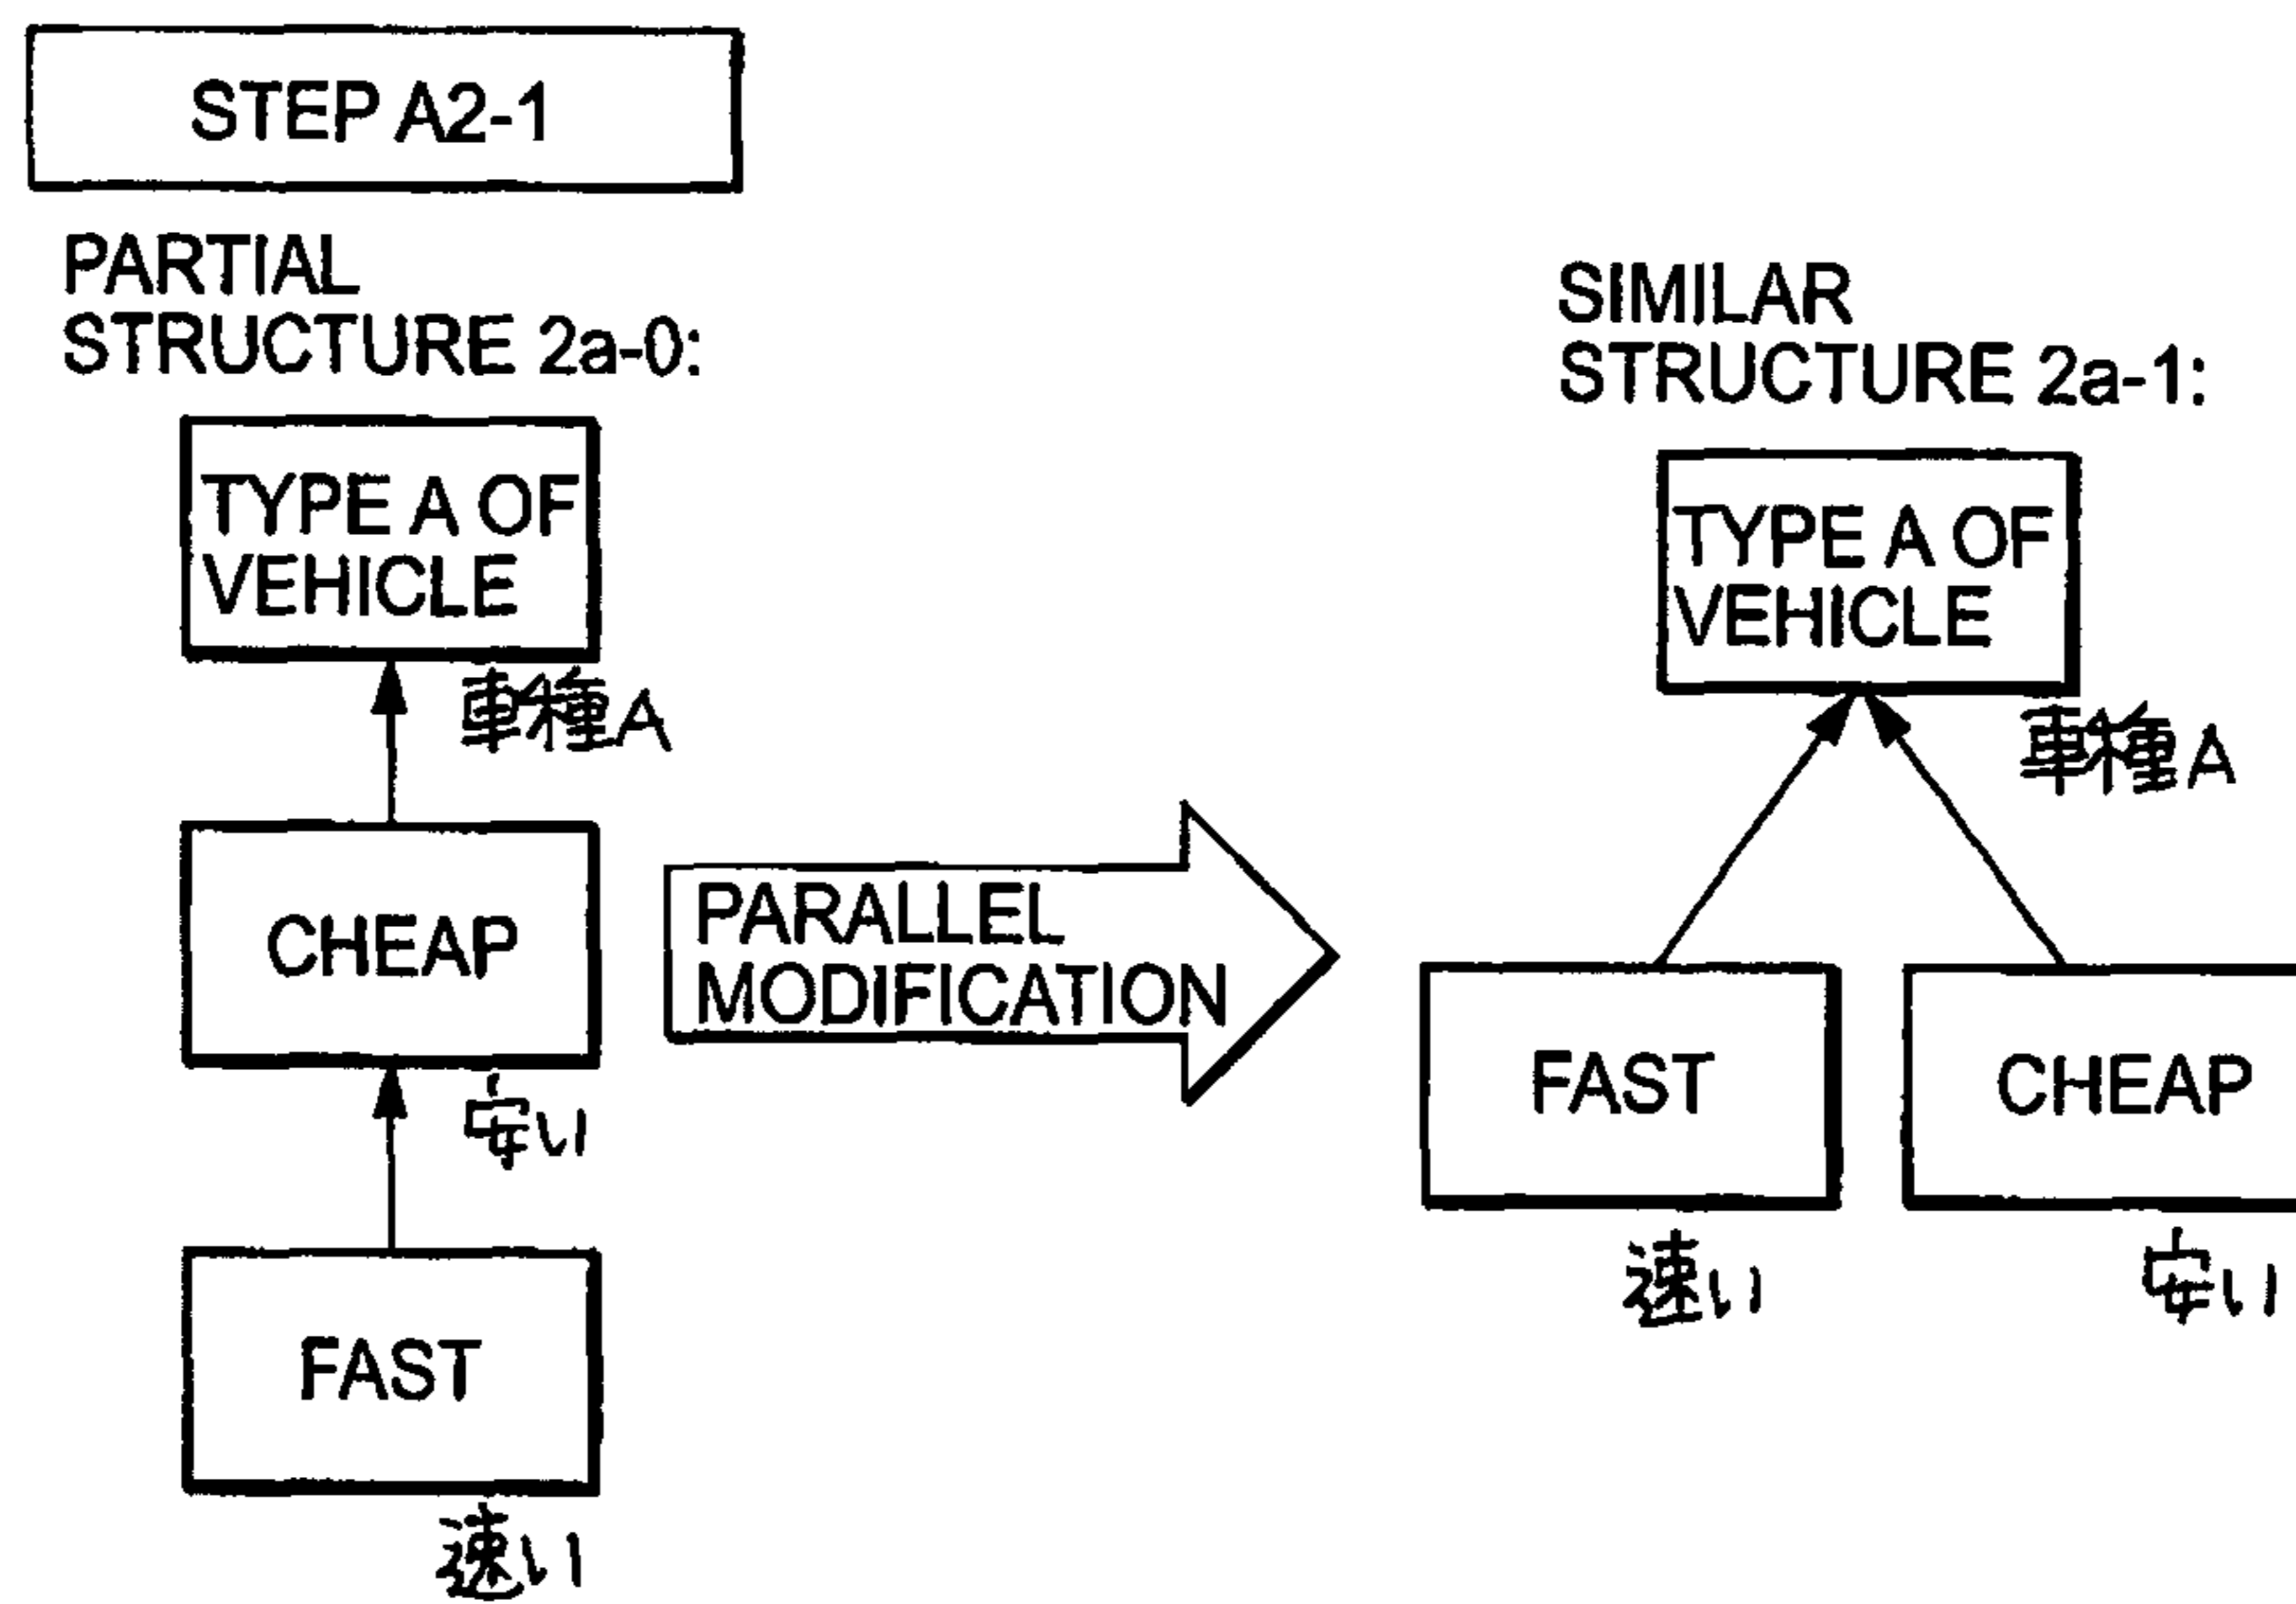 STEP A2-1
PARTIAL
STRUCTURE 2a-0:
TYPE A OF
VEHICLE
車種A
CHEAP
安い
FAST
速い
PARALLEL
MODIFICATION
SIMILAR
STRUCTURE 2a-1:
TYPE A OF
VEHICLE
車種A
FAST
速い
CHEAP
安い